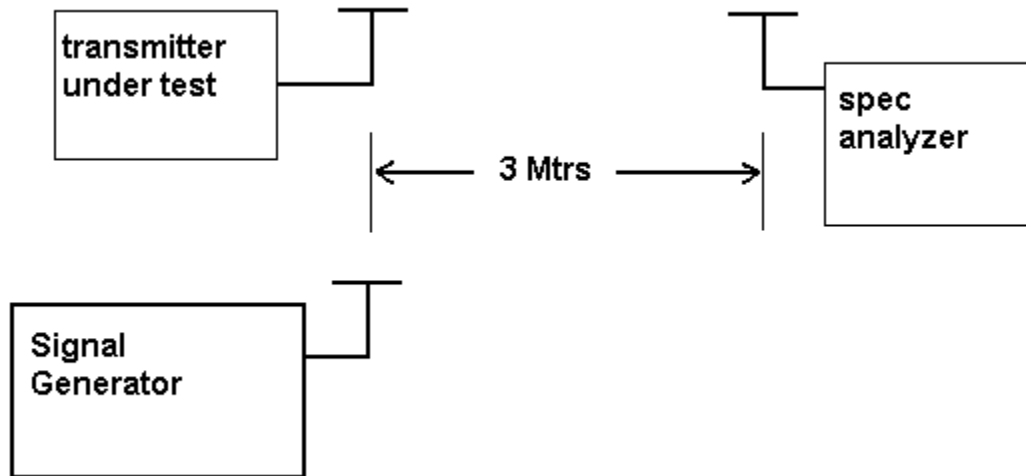 transmitter
under test
spec
analyzer
3 Mtrs
Signal
Generator